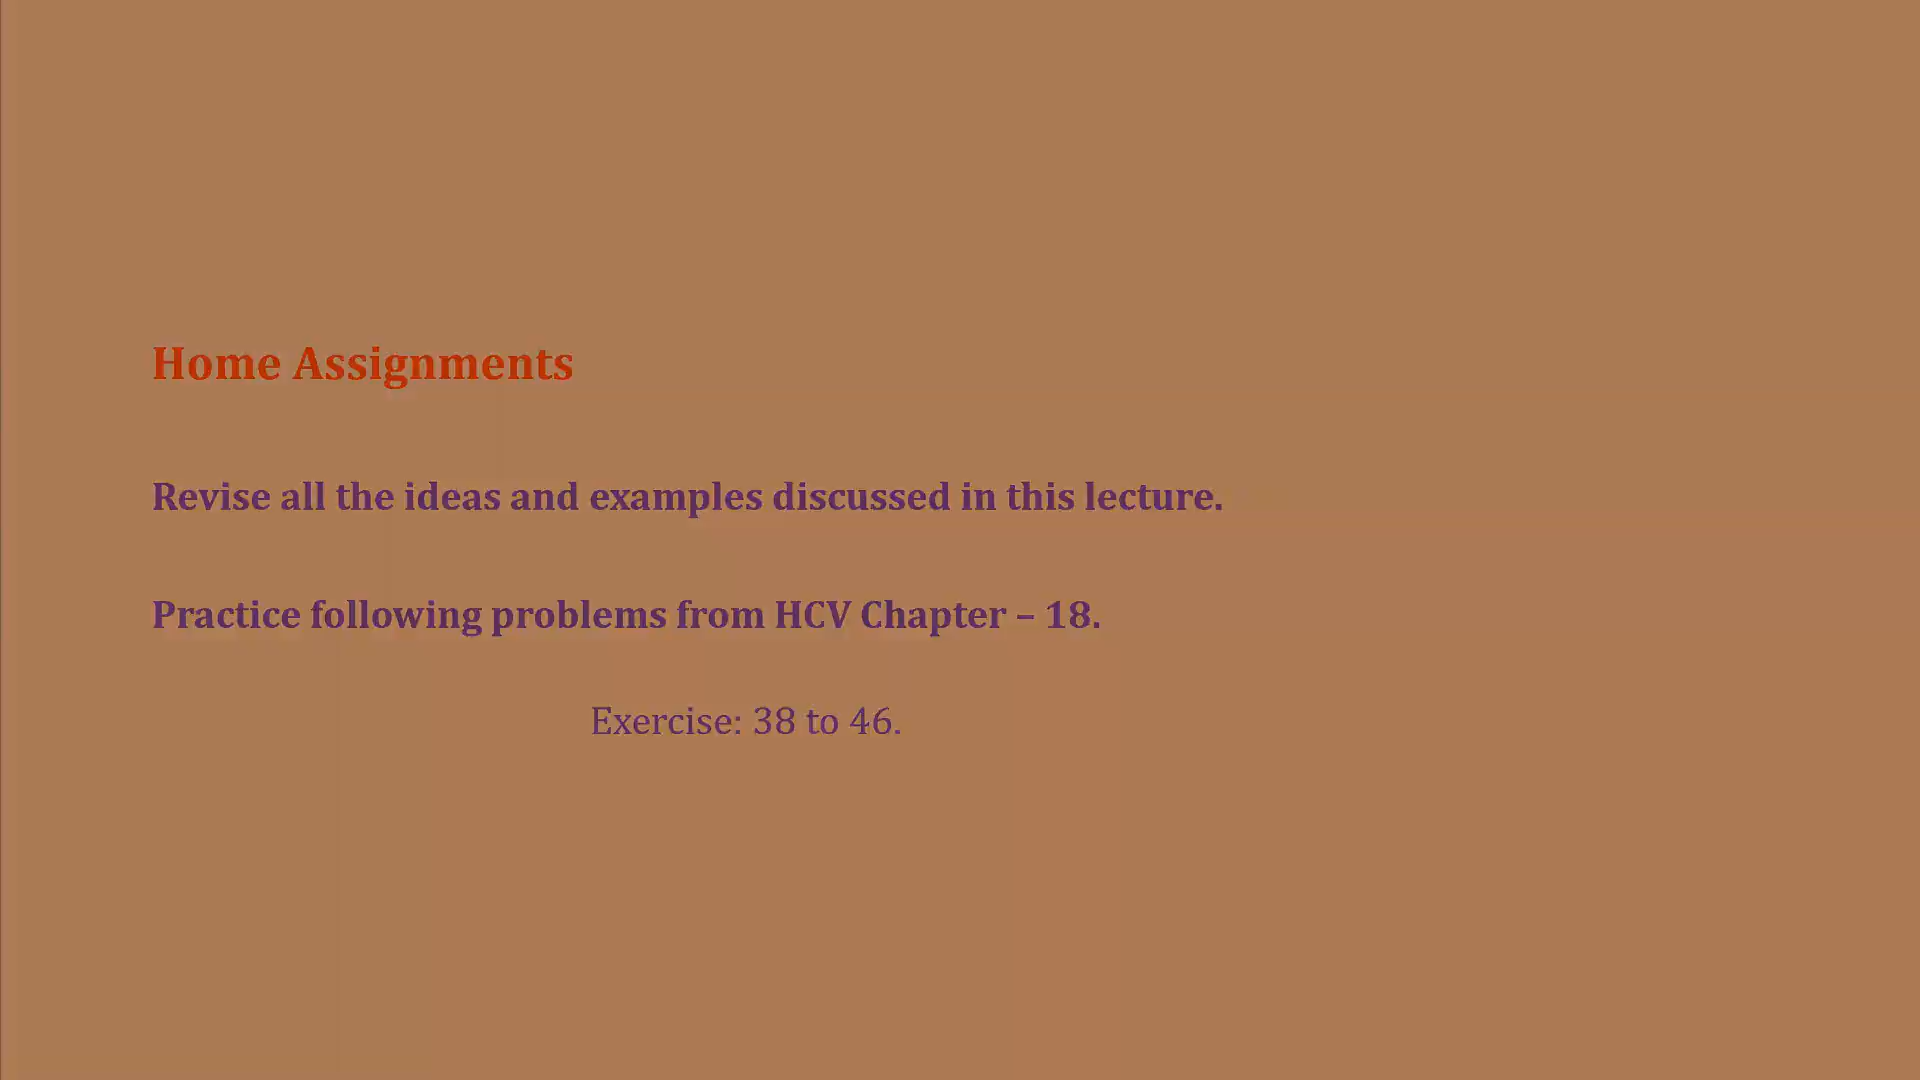 Home Assignments
Revise all the ideas and examples discussed in this lecture.
Practice following problems from HCV Chapter – 18.
Exercise: 38 to 46.